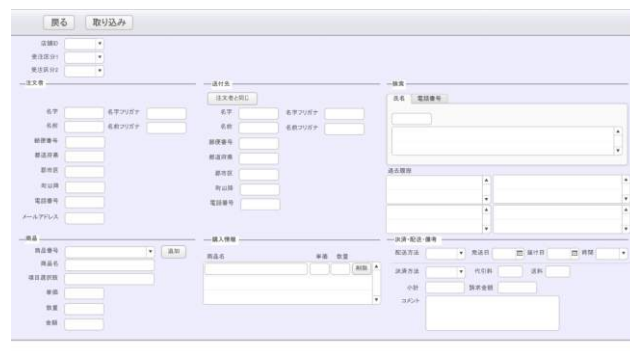 戻る 取り込み
店舗ID
受注区分1
受注区分2
注文者
名字 名字フリガナ
名前 名前フリガナ
郵便番号
都道府県
都市区
町山時
電話番号
メールアドレス
送付先
注文者と同じ
名字 名字フリガナ
名前 名前フリガナ
郵便番号
都道府県
都市区
町山時
電話番号
検索
氏名 電話番号
過去履歴
商品
商品番号 追加
商品名
項目選択肢
単価
数量
金額
購入情報
商品名 単価 数量
削除
決済・配送・備考
配送方法 発送日 届け日 時間
決済方法 代引料 送料
小計 請求金額
コメント